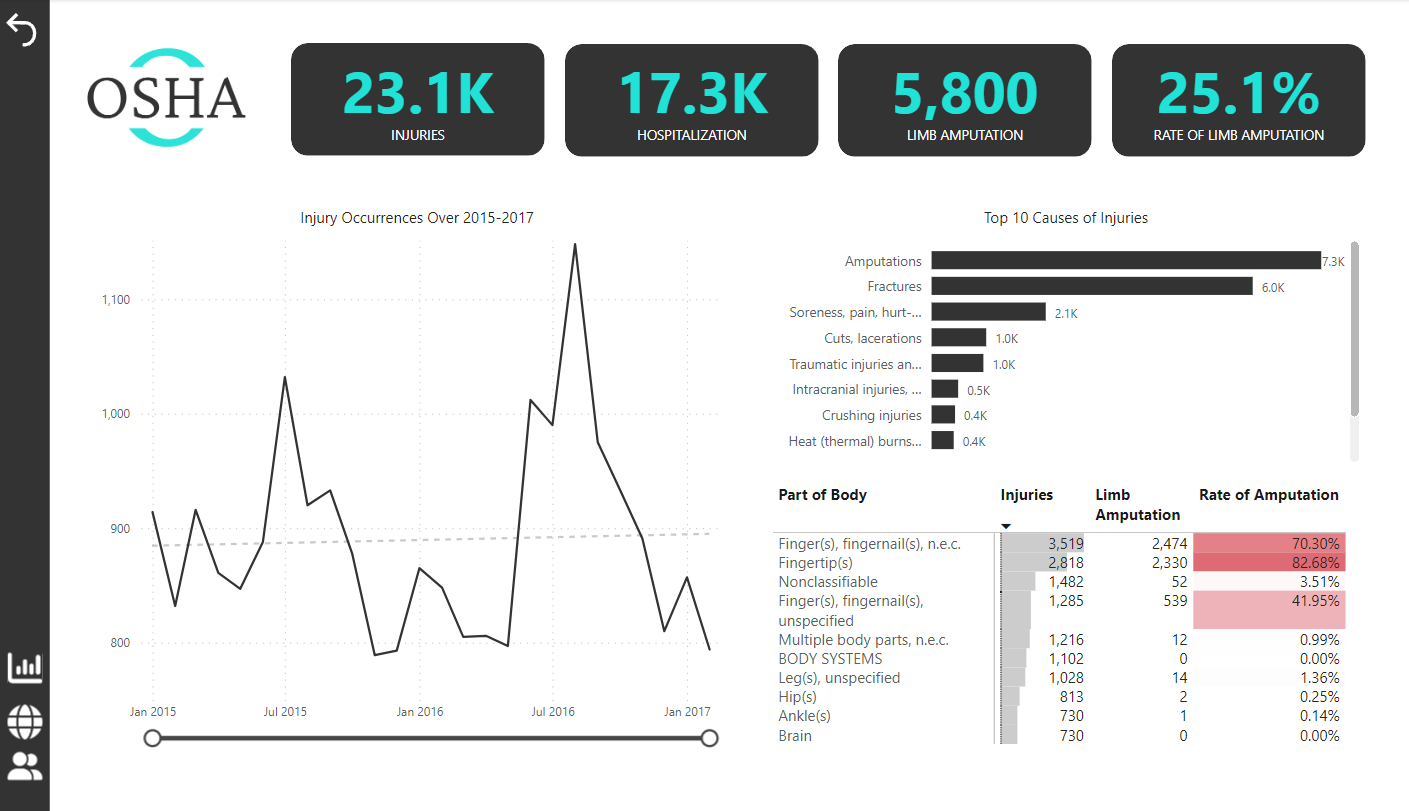 OSHA
23.1K
INJURIES
17.3K
HOSPITALIZATION
5,800
LIMB AMPUTATION
25.1%
RATE OF LIMB AMPUTATION
Injury Occurrences Over 2015-2017
1,100
1,000
900
800
Jan 2015 Jul 2015 Jan 2016 Jul 2016 Jan 2017
Top 10 Causes of Injuries
Amputations 7.3K
Fractures 6.0K
Soreness, pain, hurt-... 2.1K
Cuts, lacerations 1.0K
Traumatic injuries an... 1.0K
Intracranial injuries, ... 0.5K
Crushing injuries 0.4K
Heat (thermal) burns... 0.4K
Part of Body Injuries Limb Rate of Amputation
Amputation
Finger(s), fingernail(s), n.e.c. 3,519 2,474 70.30%
Fingertip(s) 2,818 2,330 82.68%
Nonclassifiable 1,482 52 3.51%
Finger(s), fingernail(s), 1,285 539 41.95%
unspecified
Multiple body parts, n.e.c. 1,216 12 0.99%
BODY SYSTEMS 1,102 0 0.00%
Leg(s), unspecified 1,028 14 1.36%
Hip(s) 813 2 0.25%
Ankle(s) 730 1 0.14%
Brain 730 0 0.00%